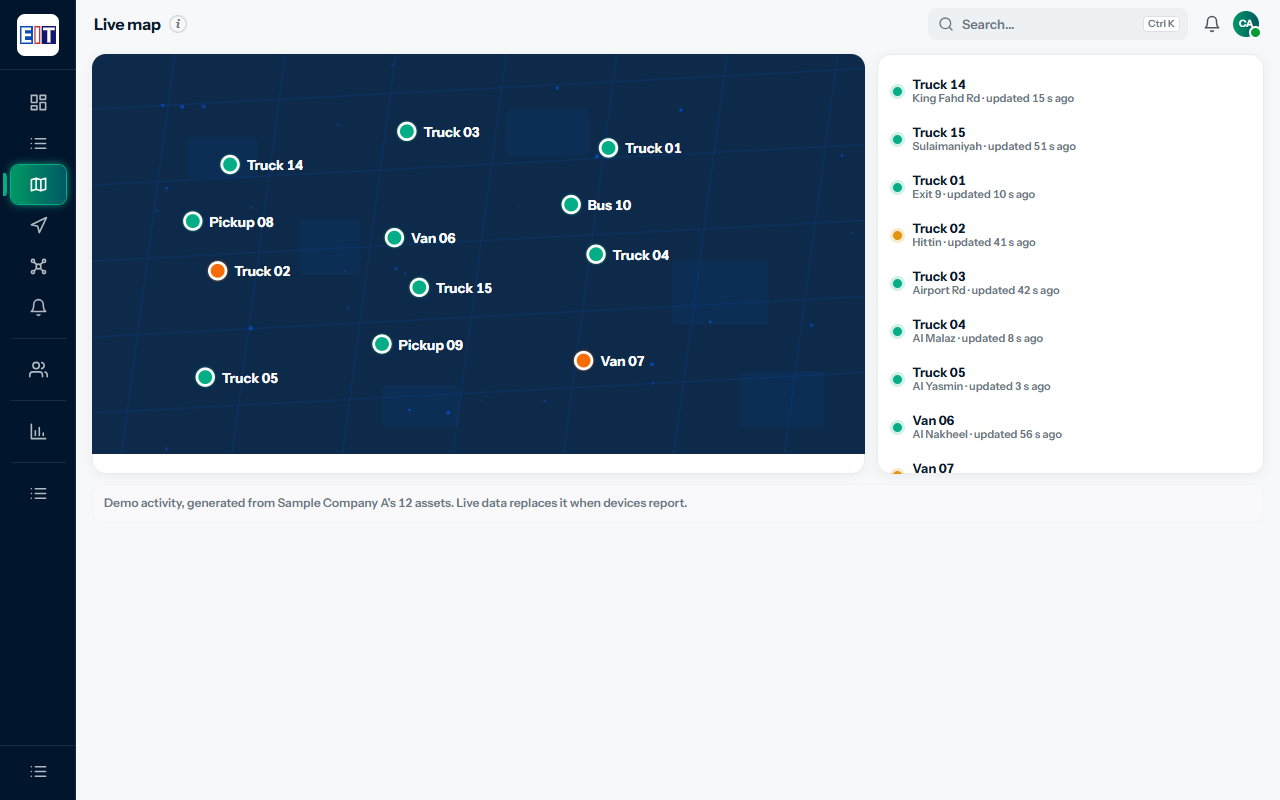 EIT
Live map
i
Search...
Ctrl K
CA
Truck 03
Truck 01
Truck 14
Bus 10
Pickup 08
Van 06
Truck 04
Truck 02
Truck 15
Pickup 09
Van 07
Truck 05
Truck 14
King Fahd Rd · updated 15 s ago
Truck 15
Sulaimaniyah · updated 51 s ago
Truck 01
Exit 9 · updated 10 s ago
Truck 02
Hittin · updated 41 s ago
Truck 03
Airport Rd · updated 42 s ago
Truck 04
Al Malaz · updated 8 s ago
Truck 05
Al Yasmin · updated 3 s ago
Van 06
Al Nakheel · updated 56 s ago
Van 07
Demo activity, generated from Sample Company A's 12 assets. Live data replaces it when devices report.